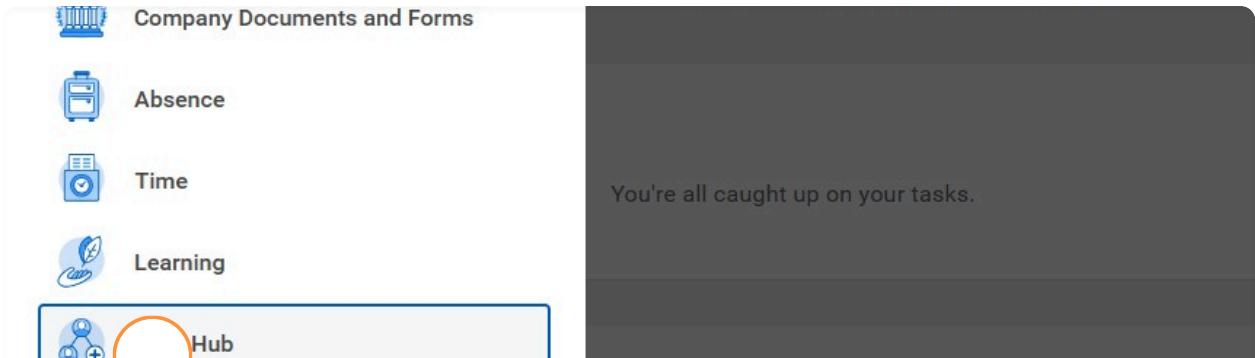 Company Documents and Forms
Absence
Time
You're all caught up on your tasks.
Learning
Hub